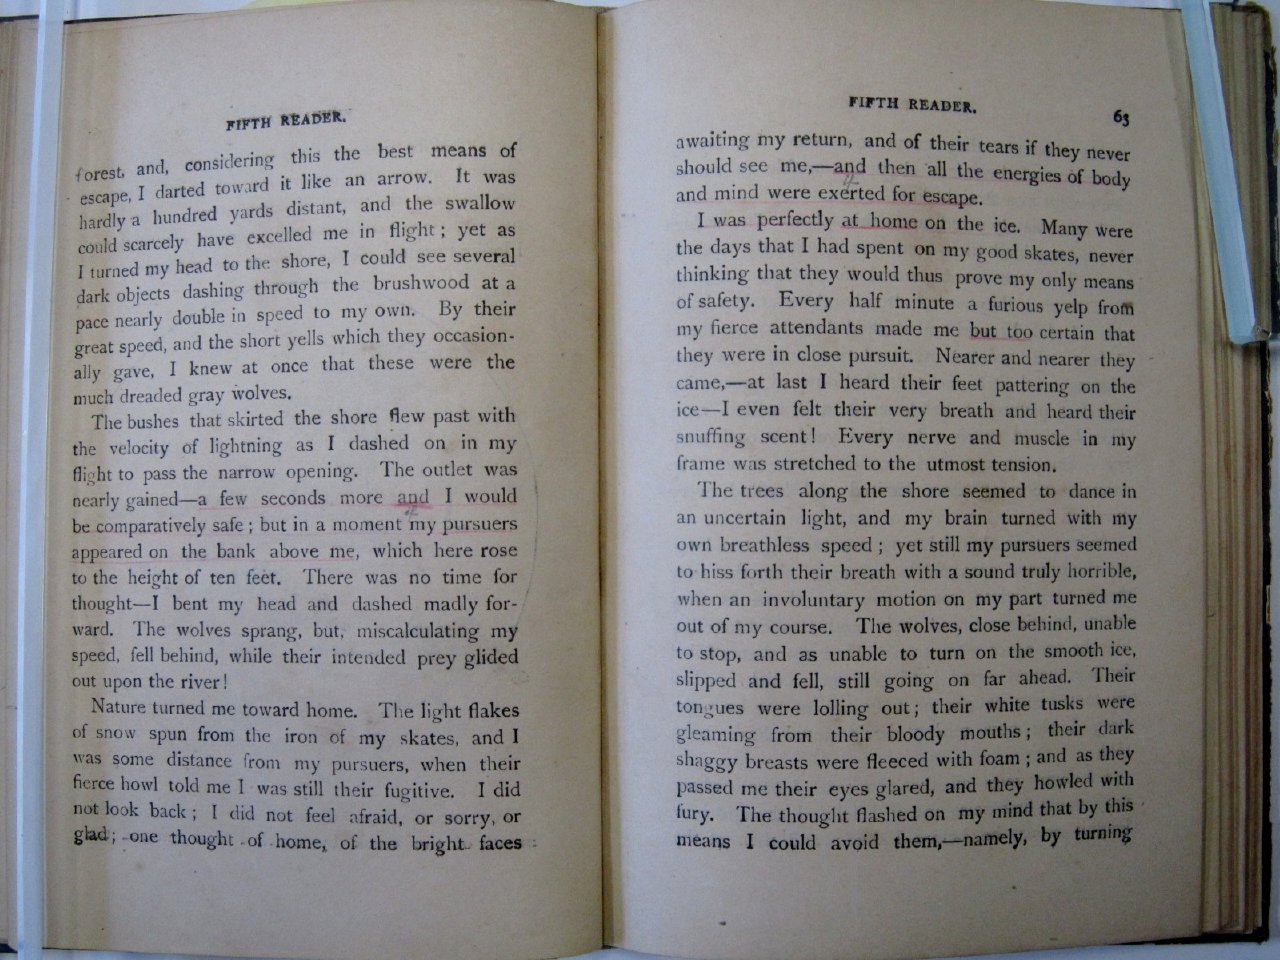 FIFTH READER.
forest, and, considering this the best means of
escape, I darted toward it like an arrow. It was
hardly a hundred yards distant, and the swallow
could scarcely have excelled me in flight; yet as
I turned my head to the shore, I could see several
dark objects dashing through the brushwood at a
pace nearly double in speed to my own. By their
great speed, and the short yells which they occasion-
ally gave, I knew at once that these were the
much dreaded gray wolves.
The bushes that skirted the shore flew past with
the velocity of lightning as I dashed on in my
flight to pass the narrow opening. The outlet was
nearly gained—a few seconds more and I would
be comparatively safe; but in a moment my pursuers
appeared on the bank above me, which here rose
to the height of ten feet. There was no time for
thought—I bent my head and dashed madly for-
ward. The wolves sprang, but, miscalculating my
speed, fell behind, while their intended prey glided
out upon the river!
Nature turned me toward home. The light flakes
of snow spun from the iron of my skates, and I
was some distance from my pursuers, when their
fierce howl told me I was still their fugitive. I did
not look back; I did not feel afraid, or sorry, or
glad; one thought of home, of the bright faces
FIFTH READER.
63
awaiting my return, and of their tears if they never
should see me,—and then all the energies of body
and mind were exerted for escape.
I was perfectly at home on the ice. Many were
the days that I had spent on my good skates, never
thinking that they would thus prove my only means
of safety. Every half minute a furious yelp from
my fierce attendants made me but too certain that
they were in close pursuit. Nearer and nearer they
came,—at last I heard their feet pattering on the
ice—I even felt their very breath and heard their
snuffing scent! Every nerve and muscle in my
frame was stretched to the utmost tension.
The trees along the shore seemed to dance in
an uncertain light, and my brain turned with my
own breathless speed; yet still my pursuers seemed
to hiss forth their breath with a sound truly horrible,
when an involuntary motion on my part turned me
out of my course. The wolves, close behind, unable
to stop, and as unable to turn on the smooth ice,
slipped and fell, still going on far ahead. Their
tongues were lolling out; their white tusks were
gleaming from their bloody mouths; their dark
shaggy breasts were fleeced with foam; and as they
passed me their eyes glared, and they howled with
fury. The thought flashed on my mind that by this
means I could avoid them,—namely, by turning